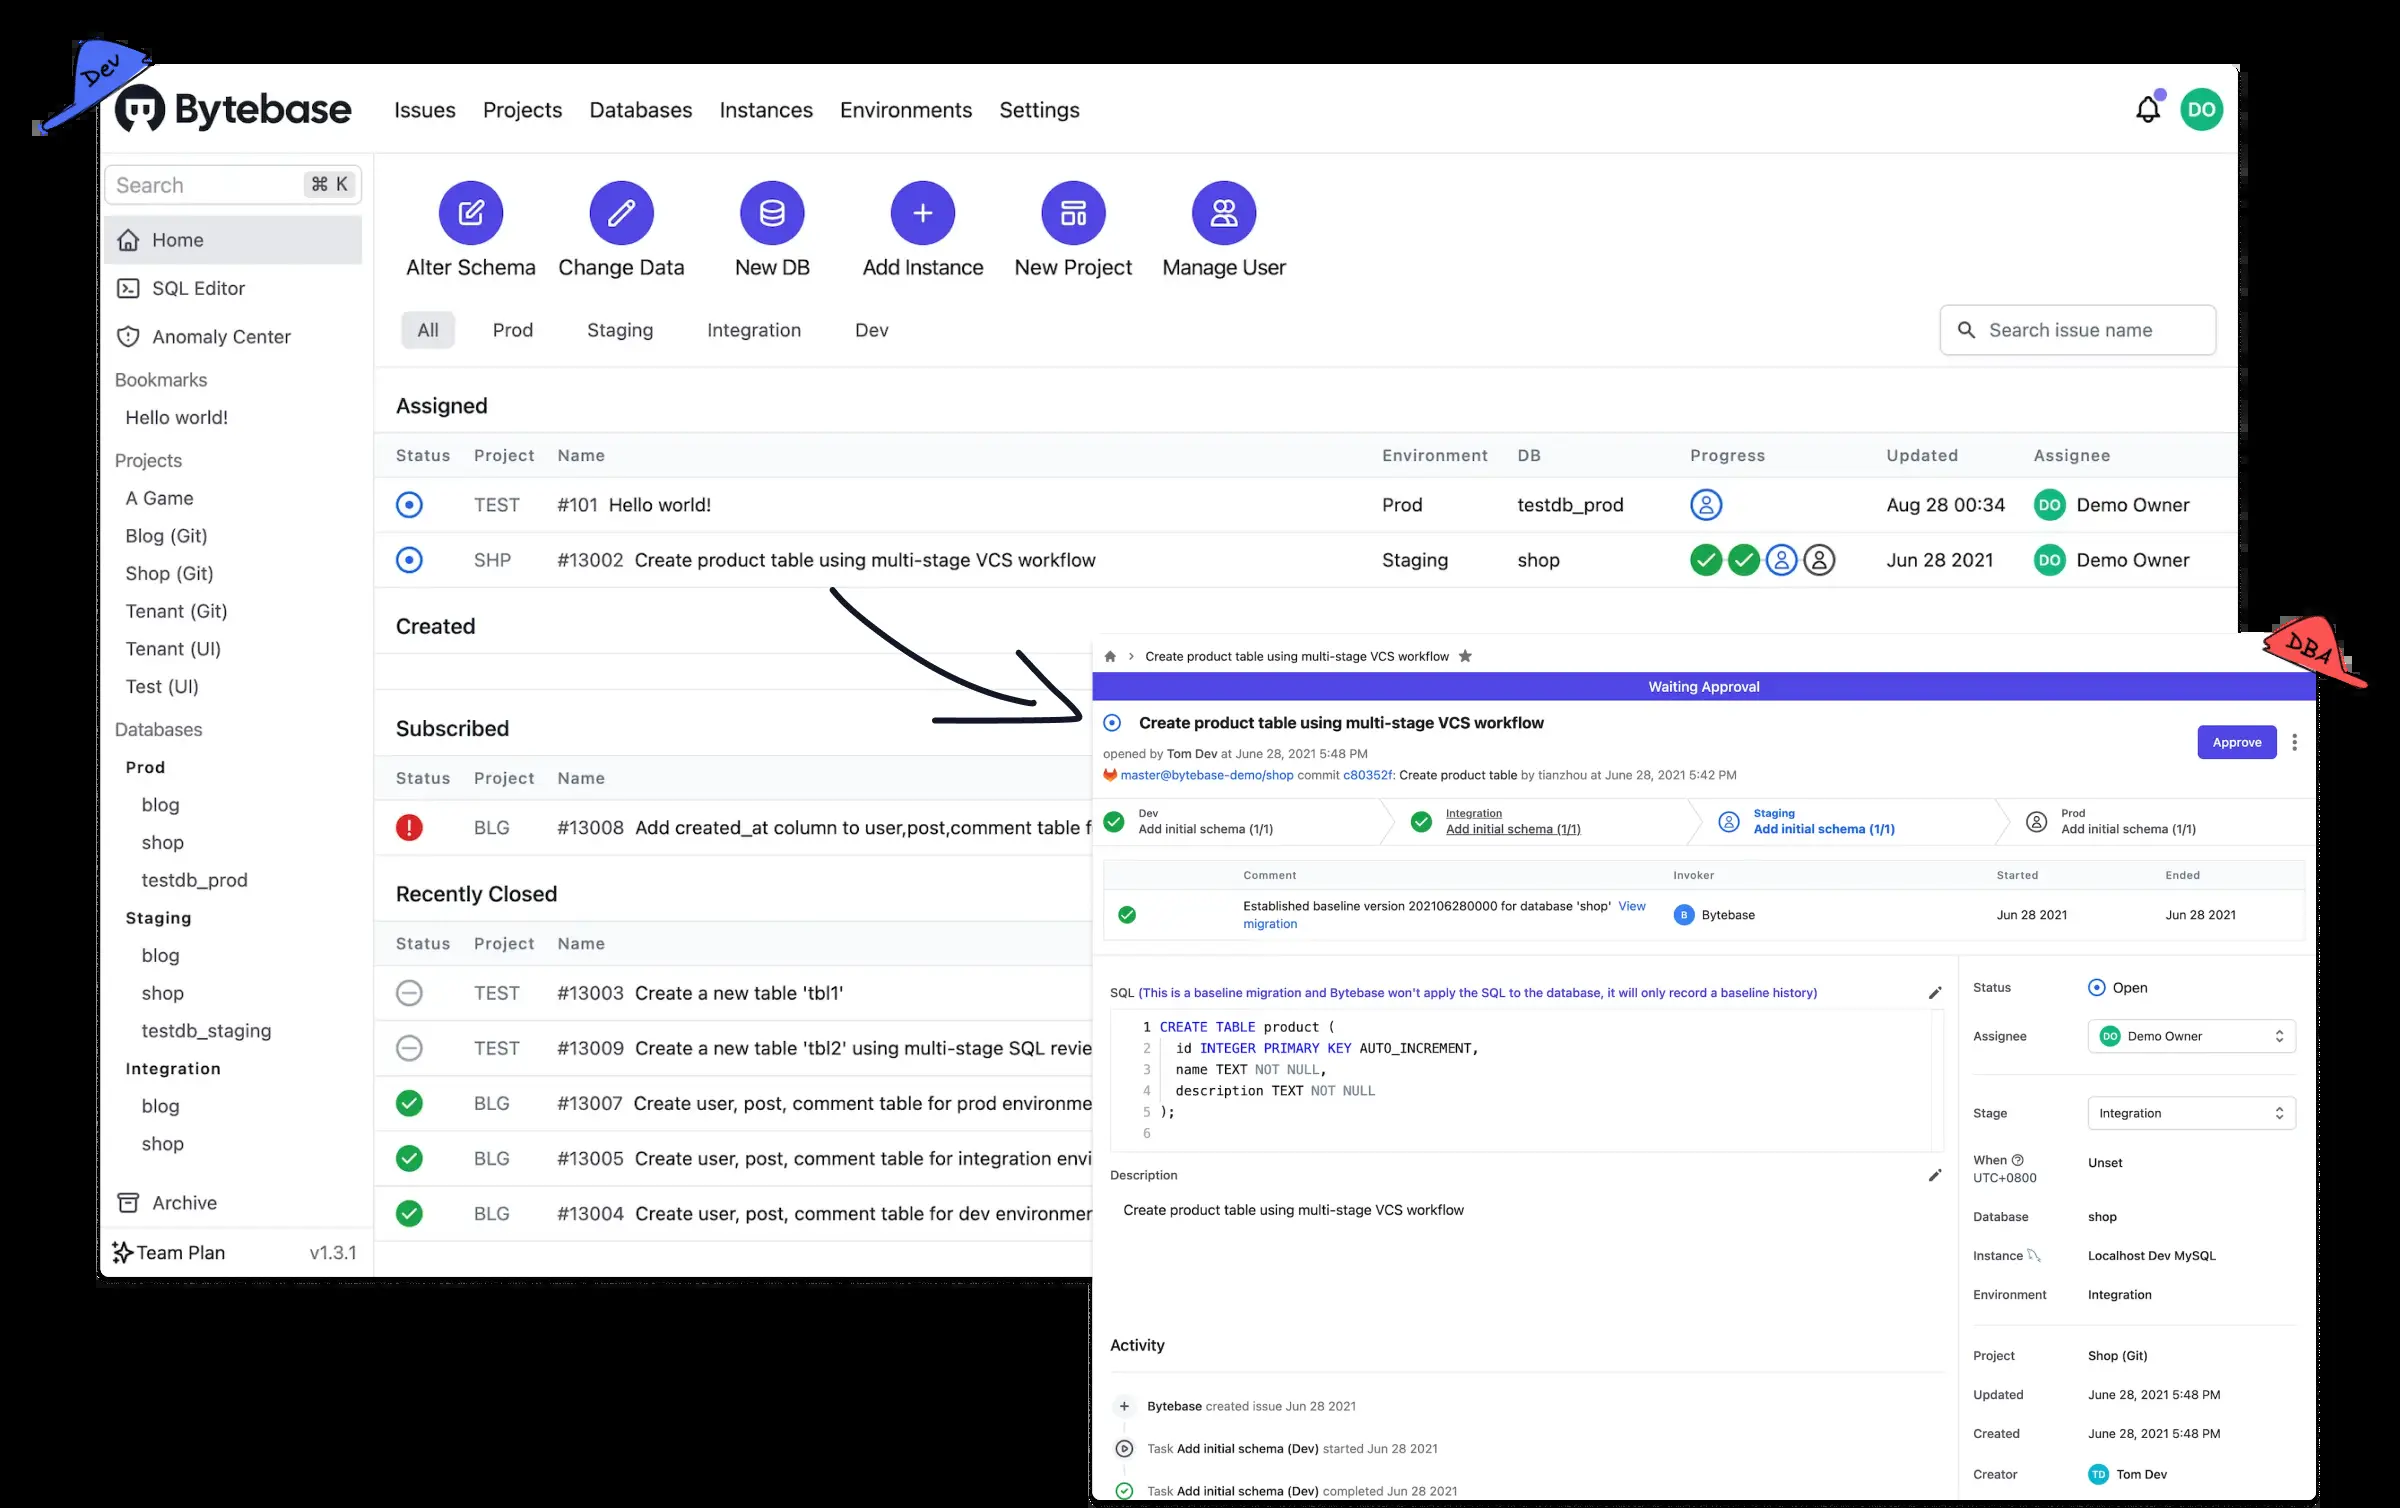 Dev
Bytebase
Issues Projects Databases Instances Environments Settings
DO
Search ⌘ K
Home
SQL Editor
Anomaly Center
Bookmarks
Hello world!
Projects
A Game
Blog (Git)
Shop (Git)
Tenant (Git)
Tenant (UI)
Test (UI)
Databases
Prod
blog
shop
testdb_prod
Staging
blog
shop
testdb_staging
Integration
blog
shop
Archive
Team Plan v1.3.1
Alter Schema Change Data New DB Add Instance New Project Manage User
All Prod Staging Integration Dev
Search issue name
Assigned
Status Project Name Environment DB Progress Updated Assignee
TEST #101 Hello world! Prod testdb_prod Aug 28 00:34 DO Demo Owner
SHP #13002 Create product table using multi-stage VCS workflow Staging shop Jun 28 2021 DO Demo Owner
Created
Subscribed
Status Project Name
BLG #13008 Add created_at column to user,post,comment table f
Recently Closed
Status Project Name
TEST #13003 Create a new table 'tbl1'
TEST #13009 Create a new table 'tbl2' using multi-stage SQL revie
BLG #13007 Create user, post, comment table for prod environme
BLG #13005 Create user, post, comment table for integration envi
BLG #13004 Create user, post, comment table for dev environmen
DBA
Create product table using multi-stage VCS workflow
Waiting Approval
Create product table using multi-stage VCS workflow
opened by Tom Dev at June 28, 2021 5:48 PM
master@bytebase-demo/shop commit c80352f: Create product table by tianzhou at June 28, 2021 5:42 PM
Approve
Dev
Add initial schema (1/1)
Integration
Add initial schema (1/1)
Staging
Add initial schema (1/1)
Prod
Add initial schema (1/1)
Comment Invoker Started Ended
Established baseline version 202106280000 for database 'shop' View
migration
B Bytebase Jun 28 2021 Jun 28 2021
SQL (This is a baseline migration and Bytebase won't apply the SQL to the database, it will only record a baseline history)
1 CREATE TABLE product (
2 id INTEGER PRIMARY KEY AUTO_INCREMENT,
3 name TEXT NOT NULL,
4 description TEXT NOT NULL
5 );
6
Description
Create product table using multi-stage VCS workflow
Activity
Bytebase created issue Jun 28 2021
Task Add initial schema (Dev) started Jun 28 2021
Task Add initial schema (Dev) completed Jun 28 2021
Status Open
Assignee DO Demo Owner
Stage Integration
When Unset
UTC+0800
Database shop
Instance Localhost Dev MySQL
Environment Integration
Project Shop (Git)
Updated June 28, 2021 5:48 PM
Created June 28, 2021 5:48 PM
Creator TD Tom Dev